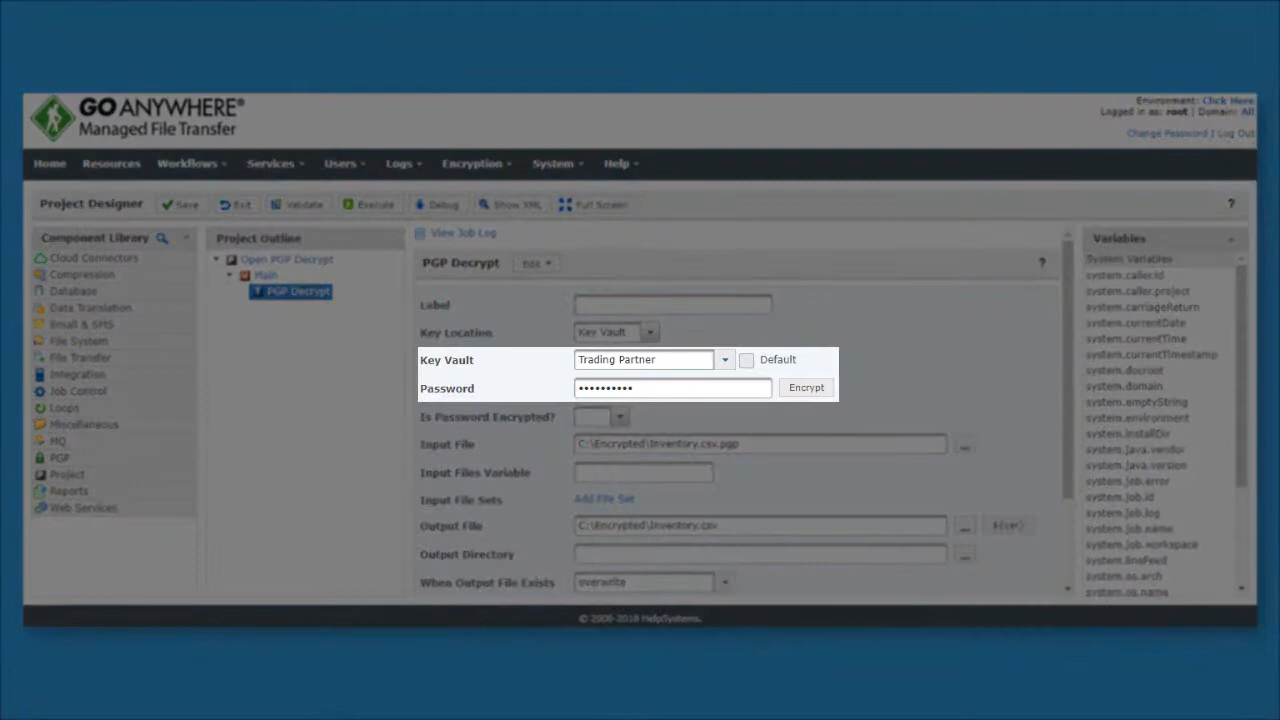 GO ANYWHERE®
Managed File Transfer
Environment: Click Here
Logged in as: root | Domain: All
Change Password | Log Out
Home Resources Workflows Services Users Logs Encryption System Help
Project Designer Save Exit Validate Execute Debug Show XML Full Screen ?
Component Library
Cloud Connectors
Compression
Database
Data Translation
Email & SMS
File System
File Transfer
Integration
Job Control
Loops
Miscellaneous
MQ
PGP
Project
Reports
Web Services
Project Outline
Open PGP Decrypt
Main
PGP Decrypt
View Job Log
PGP Decrypt Edit ?
Label
Key Location Key Vault
Key Vault Trading Partner Default
Password •••••••••• Encrypt
Is Password Encrypted?
Input File C:\Encrypted\Inventory.csv.pgp ...
Input Files Variable
Input File Sets Add File Set
Output File C:\Encrypted\Inventory.csv ... ${var}
Output Directory ...
When Output File Exists overwrite
Variables
System Variables
system.caller.id
system.caller.project
system.carriageReturn
system.currentDate
system.currentTime
system.currentTimestamp
system.docroot
system.domain
system.emptyString
system.environment
system.installDir
system.java.vendor
system.java.version
system.job.error
system.job.id
system.job.log
system.job.name
system.job.workspace
system.lineFeed
system.os.arch
system.os.name
© 2000-2018 HelpSystems.